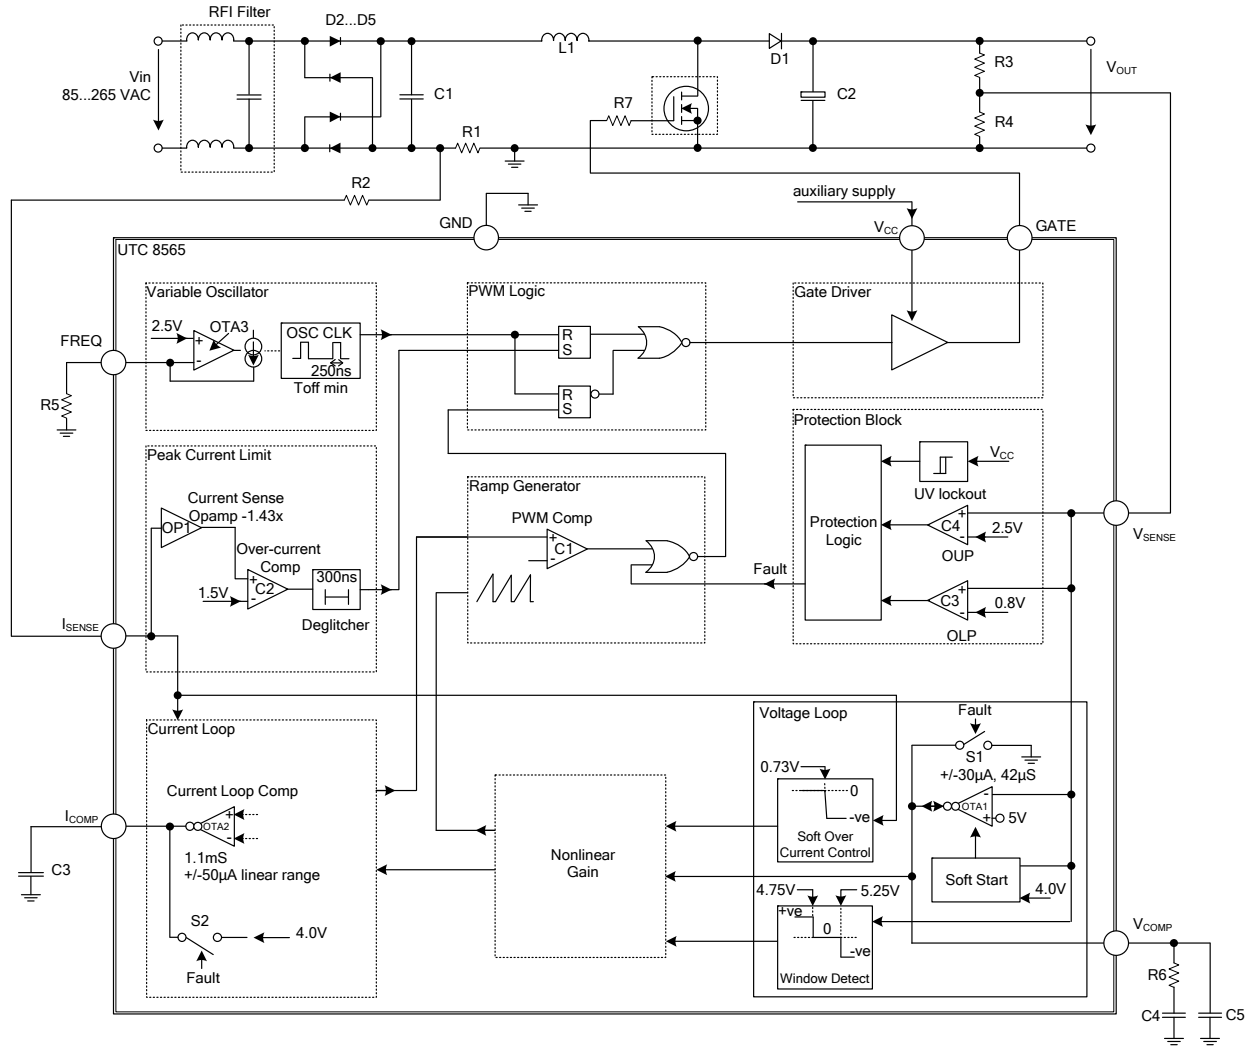 RFI Filter
D2...D5
Vin
85...265 VAC
C1
L1
D1
C2
R3
R4
VOUT
R7
R1
R2
GND
auxiliary supply
VCC
GATE
UTC 8565
Variable Oscillator
2.5V
OTA3
+
-
OSC CLK
250ns
Toff min
FREQ
R5
PWM Logic
R
S
R
S
Gate Driver
Peak Current Limit
Current Sense
Opamp -1.43x
OP1
Over-current
Comp
1.5V
+
C2
-
300ns
Deglitcher
ISENSE
Ramp Generator
PWM Comp
+
C1
-
Fault
Protection Block
Protection
Logic
VCC
UV lockout
+
C4
-
2.5V
OUP
+
C3
-
0.8V
OLP
VSENSE
Current Loop
Current Loop Comp
+
OTA2
-
1.1mS
+/-50µA linear range
S2
4.0V
Fault
ICOMP
C3
Nonlinear
Gain
Voltage Loop
Fault
S1
+/-30µA, 42µS
0.73V
0
-ve
Soft Over
Current Control
-
OTA1
+
5V
Soft Start
4.0V
4.75V
5.25V
+ve
0
-ve
Window Detect
VCOMP
R6
C4
C5